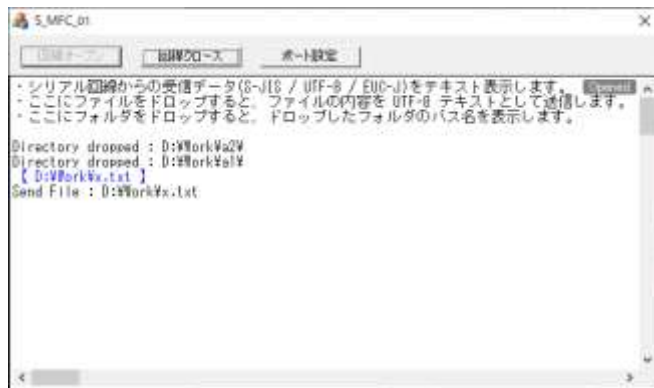 S_MFC_01
回線オープン 回線クローズ ポート設定
・シリアル回線からの受信データ(S-JIS / UTF-8 / EUC-J)をテキスト表示します。 Opened
・ここにファイルをドロップすると、ファイルの内容を UTF-8 テキストとして送信します。
・ここにフォルダをドロップすると、ドロップしたフォルダのパス名を表示します。
Directory dropped : D:¥Work¥a2¥
Directory dropped : D:¥Work¥a1¥
【 D:¥Work¥x.txt 】
Send File : D:¥Work¥x.txt